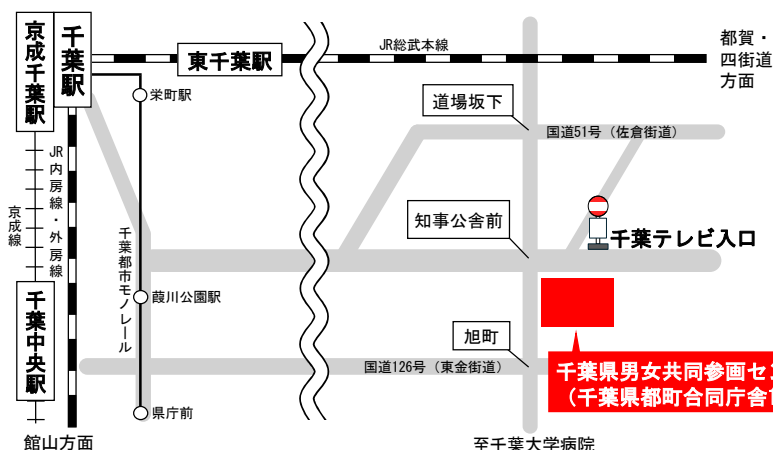 京成千葉駅
千葉駅
東千葉駅
JR総武本線
都賀・
四街道
方面
栄町駅
道場坂下
国道51号（佐倉街道）
JR内房線・外房線
京成線
千葉都市モノレール
知事公舎前
千葉テレビ入口
千葉中央駅
葭川公園駅
旭町
国道126号（東金街道）
千葉県男女共同参画セン
（千葉県都町合同庁舎
県庁前
館山方面
至千葉大学病院